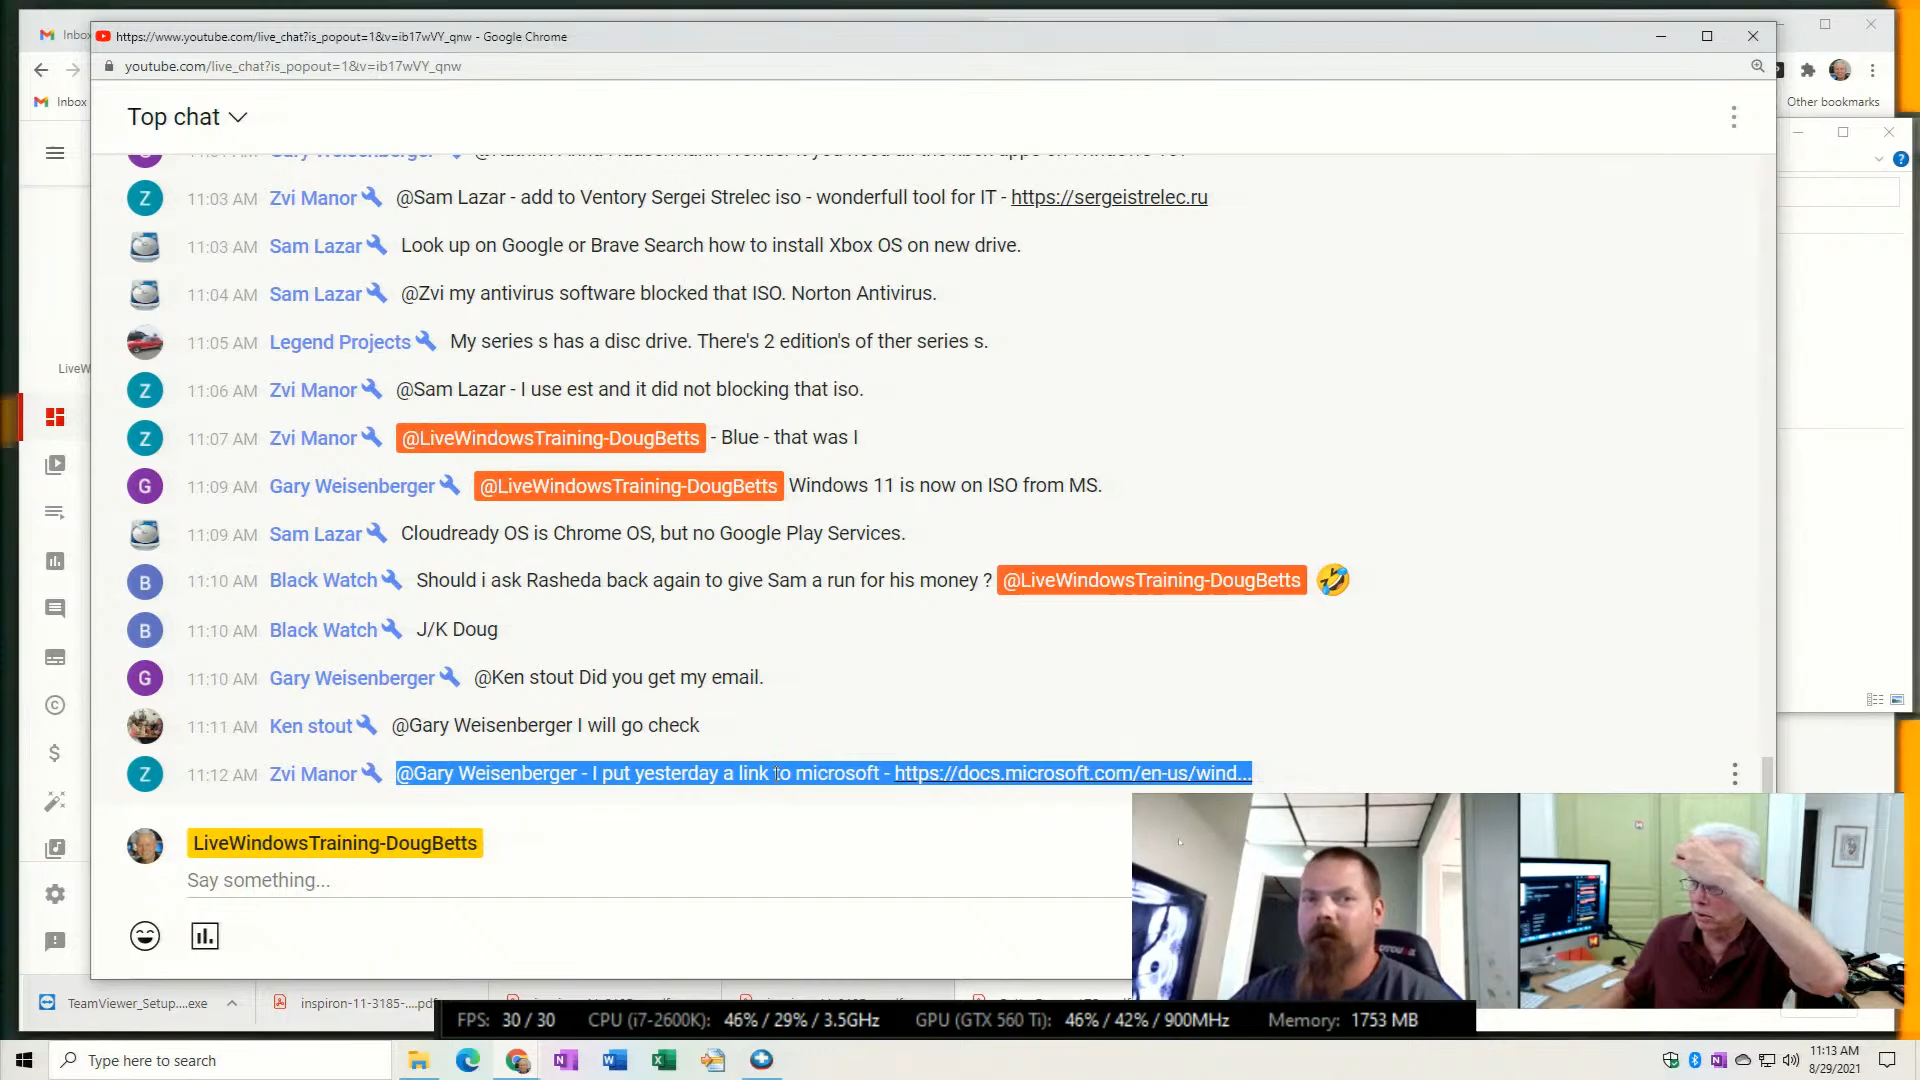 Inbo
https://www.youtube.com/live_chat?is_popout=1&v=ib17wVY_qnw - Google Chrome
youtube.com/live_chat?is_popout=1&v=ib17wVY_qnw
Inbox
Other bookmarks
Top chat
11:03 AM Zvi Manor @Sam Lazar - add to Ventory Sergei Strelec iso - wonderfull tool for IT - https://sergeistrelec.ru
11:03 AM Sam Lazar Look up on Google or Brave Search how to install Xbox OS on new drive.
11:04 AM Sam Lazar @Zvi my antivirus software blocked that ISO. Norton Antivirus.
11:05 AM Legend Projects My series s has a disc drive. There's 2 edition's of ther series s.
LiveW
11:06 AM Zvi Manor @Sam Lazar - I use est and it did not blocking that iso.
11:07 AM Zvi Manor @LiveWindowsTraining-DougBetts - Blue - that was I
11:09 AM Gary Weisenberger @LiveWindowsTraining-DougBetts Windows 11 is now on ISO from MS.
11:09 AM Sam Lazar Cloudready OS is Chrome OS, but no Google Play Services.
11:10 AM Black Watch Should i ask Rasheda back again to give Sam a run for his money ? @LiveWindowsTraining-DougBetts 🤣
11:10 AM Black Watch J/K Doug
11:10 AM Gary Weisenberger @Ken stout Did you get my email.
11:11 AM Ken stout @Gary Weisenberger I will go check
11:12 AM Zvi Manor @Gary Weisenberger - I put yesterday a link to microsoft - https://docs.microsoft.com/en-us/wind...
LiveWindowsTraining-DougBetts
Say something...
TeamViewer_Setup....exe
inspiron-11-3185-....pdf
FPS: 30 / 30 CPU (i7-2600K): 46% / 29% / 3.5GHz GPU (GTX 560 Ti): 46% / 42% / 900MHz Memory: 1753 MB
Type here to search
11:13 AM
8/29/2021